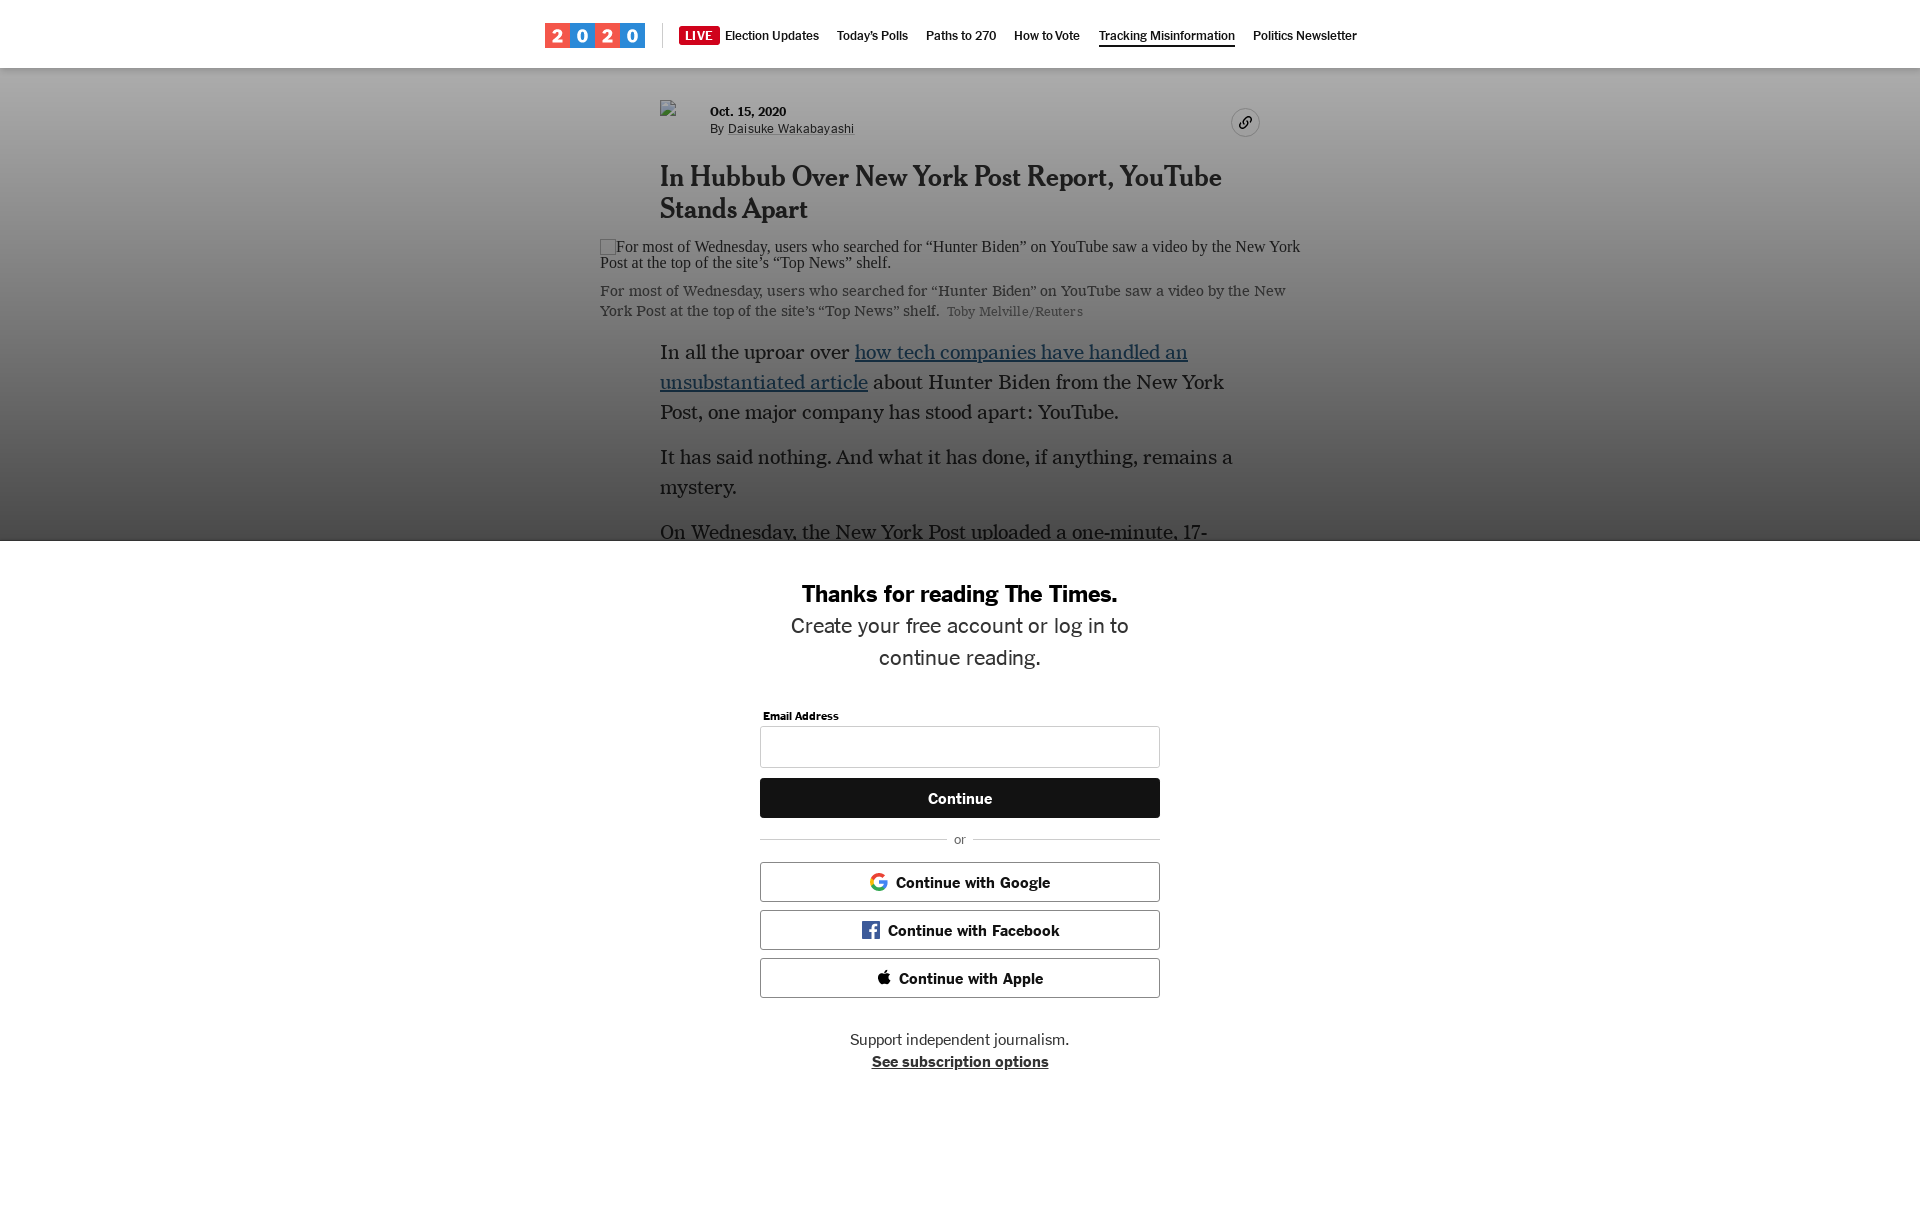 2020
LIVE Election Updates Today's Polls Paths to 270 How to Vote Tracking Misinformation Politics Newsletter
Oct. 15, 2020
By Daisuke Wakabayashi
In Hubbub Over New York Post Report, YouTube
Stands Apart
For most of Wednesday, users who searched for “Hunter Biden” on YouTube saw a video by the New York
Post at the top of the site’s “Top News” shelf.
For most of Wednesday, users who searched for “Hunter Biden” on YouTube saw a video by the New
York Post at the top of the site’s “Top News” shelf. Toby Melville/Reuters
In all the uproar over how tech companies have handled an
unsubstantiated article about Hunter Biden from the New York
Post, one major company has stood apart: YouTube.
It has said nothing. And what it has done, if anything, remains a
mystery.
On Wednesday, the New York Post uploaded a one-minute, 17-
Thanks for reading The Times.
Create your free account or log in to
continue reading.
Email Address
Continue
or
Continue with Google
Continue with Facebook
Continue with Apple
Support independent journalism.
See subscription options